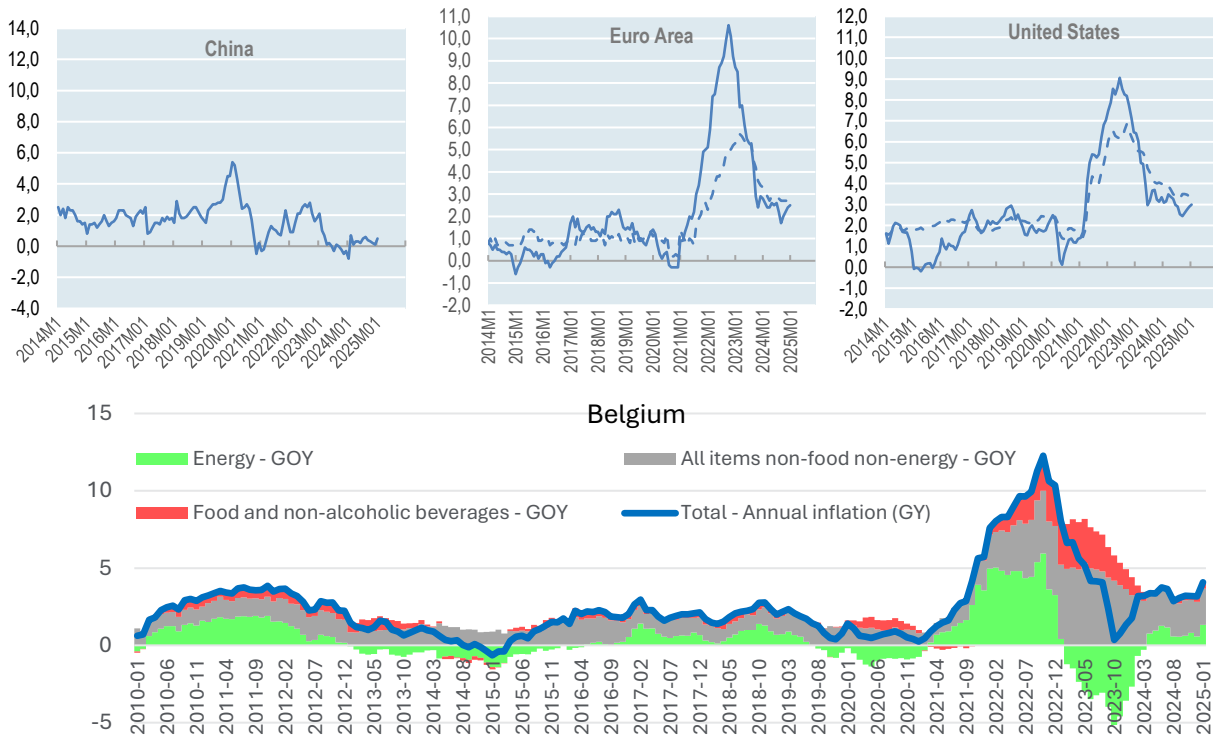 China
14,0
12,0
10,0
8,0
6,0
4,0
2,0
0,0
-2,0
-4,0
2014M1
2015M1
2016M1
2017M01
2018M01
2019M01
2020M01
2021M01
2022M01
2023M01
2024M01
2025M01
Euro Area
11,0
10,0
9,0
8,0
7,0
6,0
5,0
4,0
3,0
2,0
1,0
0,0
-1,0
-2,0
2014M1
2015M1
2016M1
2017M01
2018M01
2019M01
2020M01
2021M01
2022M01
2023M01
2024M01
2025M01
United States
12,0
11,0
10,0
9,0
8,0
7,0
6,0
5,0
4,0
3,0
2,0
1,0
0,0
-1,0
-2,0
2014M1
2015M1
2016M1
2017M01
2018M01
2019M01
2020M01
2021M01
2022M01
2023M01
2024M01
2025M01
Belgium
15
10
5
0
-5
Energy - GOY
All items non-food non-energy - GOY
Food and non-alcoholic beverages - GOY
Total - Annual inflation (GY)
2010-01
2010-06
2010-11
2011-04
2011-09
2012-02
2012-07
2012-12
2013-05
2013-10
2014-03
2014-08
2015-01
2015-06
2015-11
2016-04
2016-09
2017-02
2017-07
2017-12
2018-05
2018-10
2019-03
2019-08
2020-01
2020-06
2020-11
2021-04
2021-09
2022-02
2022-07
2022-12
2023-05
2023-10
2024-03
2024-08
2025-01